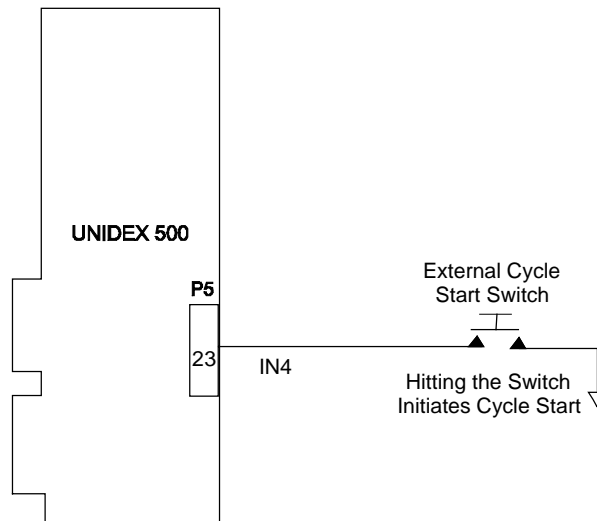 UNIDEX 500
P5
23
IN4
External Cycle
Start Switch
Hitting the Switch
Initiates Cycle Start